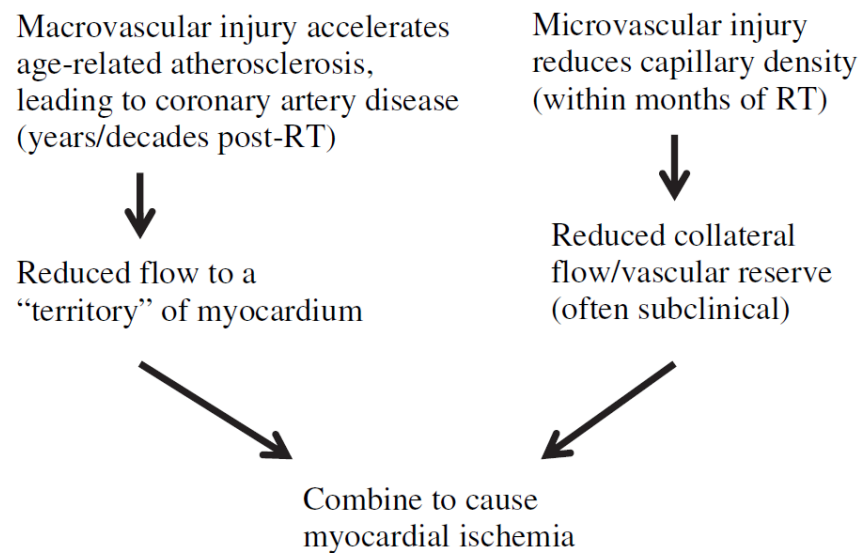 Macrovascular injury accelerates
age-related atherosclerosis,
leading to coronary artery disease
(years/decades post-RT)
Microvascular injury
reduces capillary density
(within months of RT)
Reduced flow to a
“territory” of myocardium
Reduced collateral
flow/vascular reserve
(often subclinical)
Combine to cause
myocardial ischemia